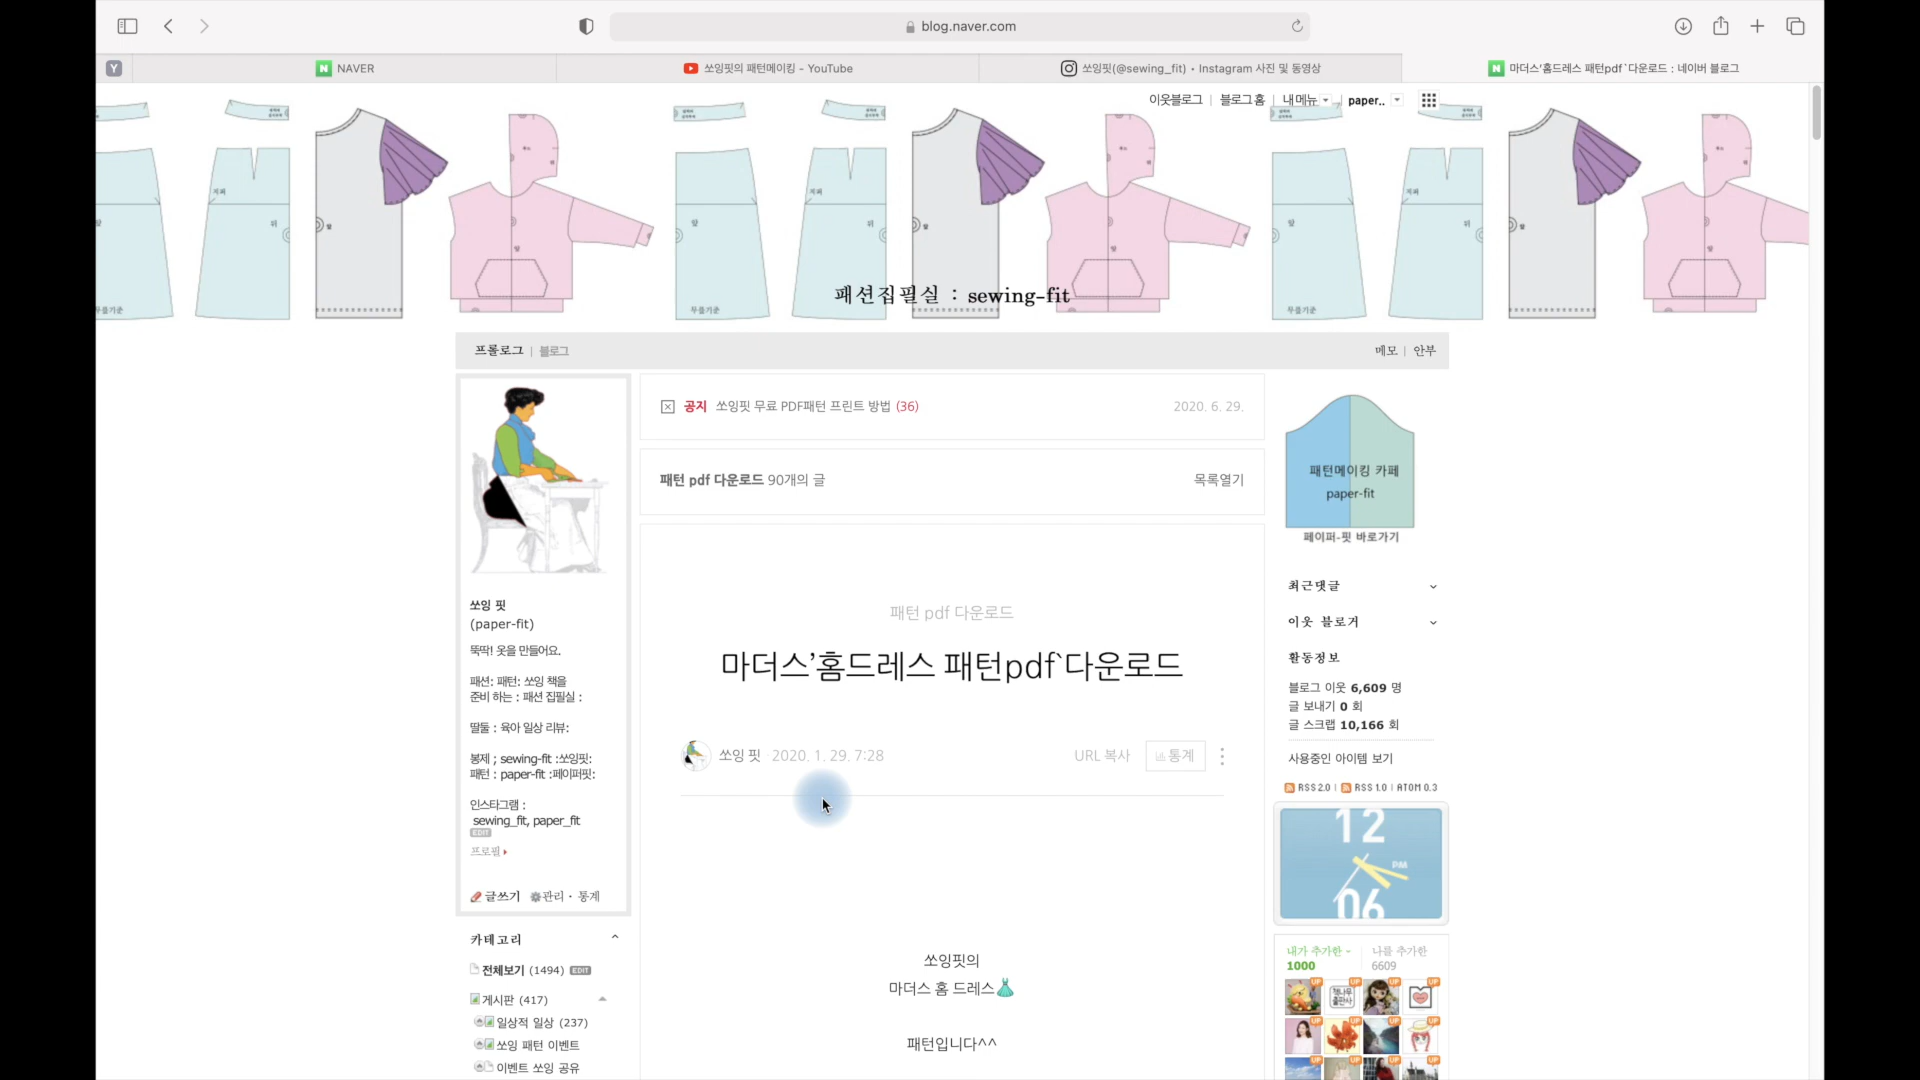 blog.naver.com
Y
N NAVER
쏘잉핏의 패턴메이킹 - YouTube
쏘잉핏(@sewing_fit) • Instagram 사진 및 동영상
N 마더스'홈드레스 패턴pdf`다운로드 : 네이버 블로그
이웃블로그 | 블로그 홈 | 내 메뉴 | paper..
패션집필실 : sewing-fit
프롤로그 | 블로그
메모 | 안부
공지 쏘잉핏 무료 PDF패턴 프린트 방법 (36)
2020. 6. 29.
패턴 pdf 다운로드 90개의 글
목록열기
패턴 pdf 다운로드
마더스'홈드레스 패턴pdf`다운로드
쏘잉 핏 2020. 1. 29. 7:28
URL 복사 통계
쏘잉핏의
마더스 홈 드레스
패턴입니다^^
쏘잉 핏
(paper-fit)
뚝딱! 옷을 만들어요.
패션: 패턴: 쏘잉 책을
준비 하는 : 패션 집필실 :
딸둘 : 육아 일상 리뷰:
봉제 ; sewing-fit :쏘잉핏:
패턴 : paper-fit :페이퍼핏:
인스타그램 :
sewing_fit, paper_fit
EDIT
프로필
글쓰기 관리 · 통계
카테고리
전체보기 (1494) EDIT
게시판 (417)
일상적 일상 (237)
쏘잉 패턴 이벤트
이벤트 쏘잉 공유
패턴메이킹 카페
paper-fit
페이퍼-핏 바로가기
최근댓글
이웃 블로거
활동정보
블로그 이웃 6,609 명
글 보내기 0 회
글 스크랩 10,166 회
사용중인 아이템 보기
RSS 2.0 | RSS 1.0 | ATOM 0.3
12
PM
06
내가 추가한
1000
나를 추가한
6609